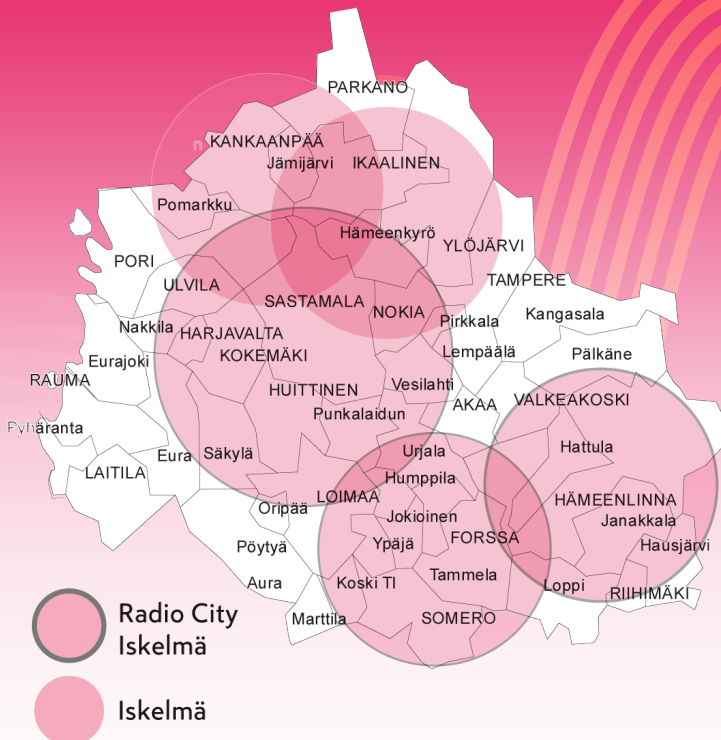 PARKANO
n KANKAANPÄÄ
Jämijärvi IKAALINEN
Pomarkku
Hämeenkyrö YLÖJÄRVI
PORI
ULVILA TAMPERE
SASTAMALA NOKIA Kangasala
Nakkila HARJAVALTA Pirkkala
Eurajoki KOKEMÄKI Lempäälä Pälkäne
RAUMA HUITTINEN Vesilahti
Punkalaidun AKAA VALKEAKOSKI
Pyhäranta
Eura Säkylä Urjala Hattula
LAITILA Humppila
LOIMAA HÄMEENLINNA
Oripää Jokioinen Janakkala
Pöytyä Ypäjä FORSSA Hausjärvi
Aura Koski Tl Tammela Loppi RIIHIMÄKI
Marttila SOMERO
Radio City
Iskelmä
Iskelmä